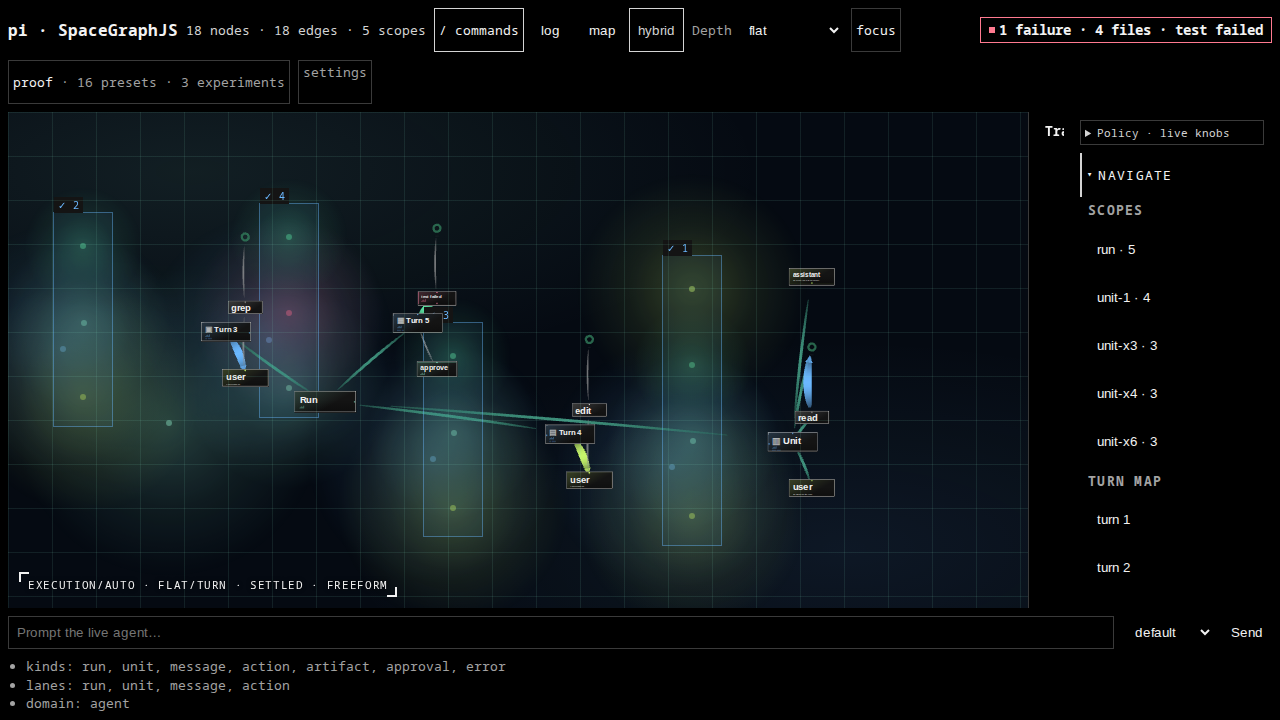 pi · SpaceGraphJS 18 nodes · 18 edges · 5 scopes / commands log map hybrid Depth flat focus 1 failure · 4 files · test failed
proof · 16 presets · 3 experiments settings
Tra
Policy · live knobs
NAVIGATE
SCOPES
run · 5
unit-1 · 4
unit-x3 · 3
unit-x4 · 3
unit-x6 · 3
TURN MAP
turn 1
turn 2
✓ 2
✓ 4
✓ 1
3
assistant
grep
test failed
Turn 3
Turn 5
approve
user
Run
edit
read
Turn 4
Unit
user
user
EXECUTION/AUTO · FLAT/TURN · SETTLED · FREEFORM
Prompt the live agent… default Send
kinds: run, unit, message, action, artifact, approval, error
lanes: run, unit, message, action
domain: agent